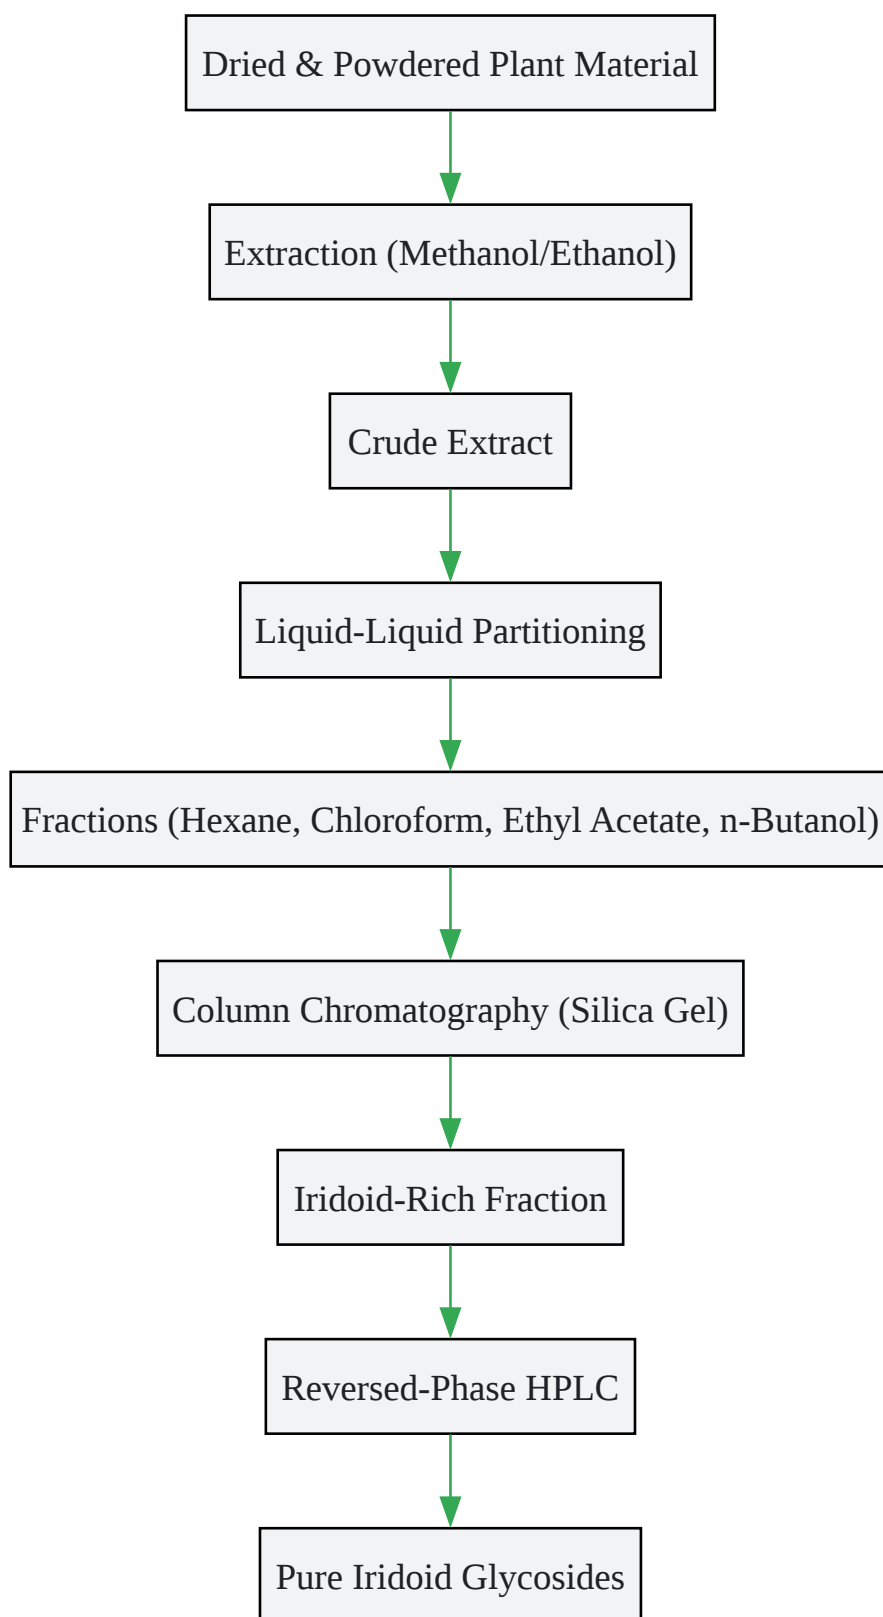 Dried & Powdered Plant Material
Extraction (Methanol/Ethanol)
Crude Extract
Liquid-Liquid Partitioning
Fractions (Hexane, Chloroform, Ethyl Acetate, n-Butanol)
Column Chromatography (Silica Gel)
Iridoid-Rich Fraction
Reversed-Phase HPLC
Pure Iridoid Glycosides